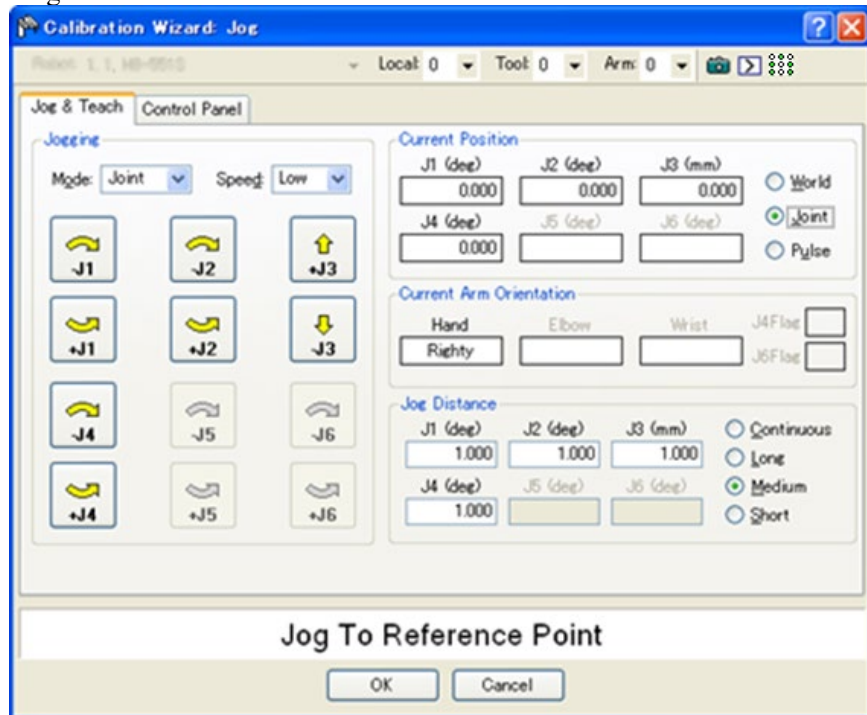 Calibration Wizard: Jog
Robot: 1, 1, Local: 0 Tool: 0 Arm: 0
Jog & Teach Control Panel
Jogging
Mode: Joint Speed: Low
-J1 -J2 +J3
+J1 +J2 -J3
-J4 -J5 -J6
+J4 +J5 +J6
Current Position
J1 (deg) J2 (deg) J3 (mm)
0.000 0.000 0.000
J4 (deg) J5 (deg) J6 (deg)
0.000
World
Joint
Pulse
Current Arm Orientation
Hand Elbow Wrist J4Flag
Righty J6Flag
Jog Distance
J1 (deg) J2 (deg) J3 (mm)
1.000 1.000 1.000
J4 (deg) J5 (deg) J6 (deg)
1.000
Continuous
Long
Medium
Short
Jog To Reference Point
OK Cancel